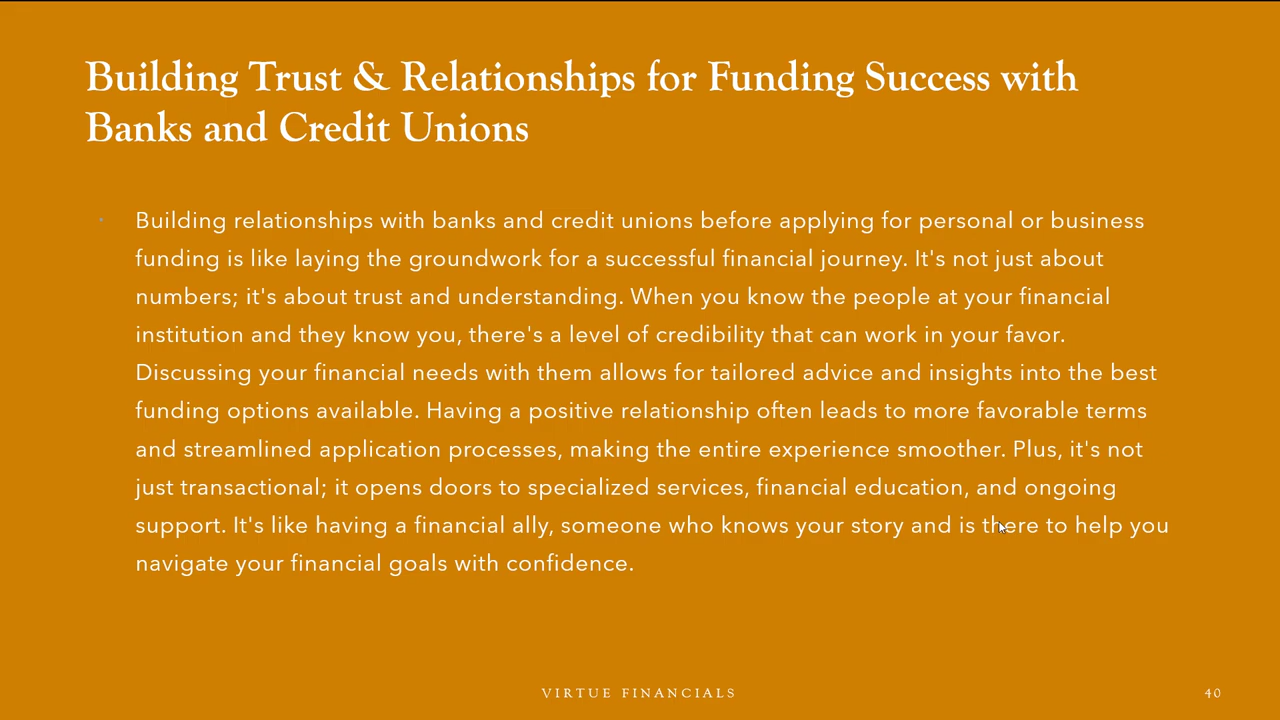 Building Trust & Relationships for Funding Success with
Banks and Credit Unions
Building relationships with banks and credit unions before applying for personal or business
funding is like laying the groundwork for a successful financial journey. It's not just about
numbers; it's about trust and understanding. When you know the people at your financial
institution and they know you, there's a level of credibility that can work in your favor.
Discussing your financial needs with them allows for tailored advice and insights into the best
funding options available. Having a positive relationship often leads to more favorable terms
and streamlined application processes, making the entire experience smoother. Plus, it's not
just transactional; it opens doors to specialized services, financial education, and ongoing
support. It's like having a financial ally, someone who knows your story and is there to help you
navigate your financial goals with confidence.
VIRTUE FINANCIALS
40